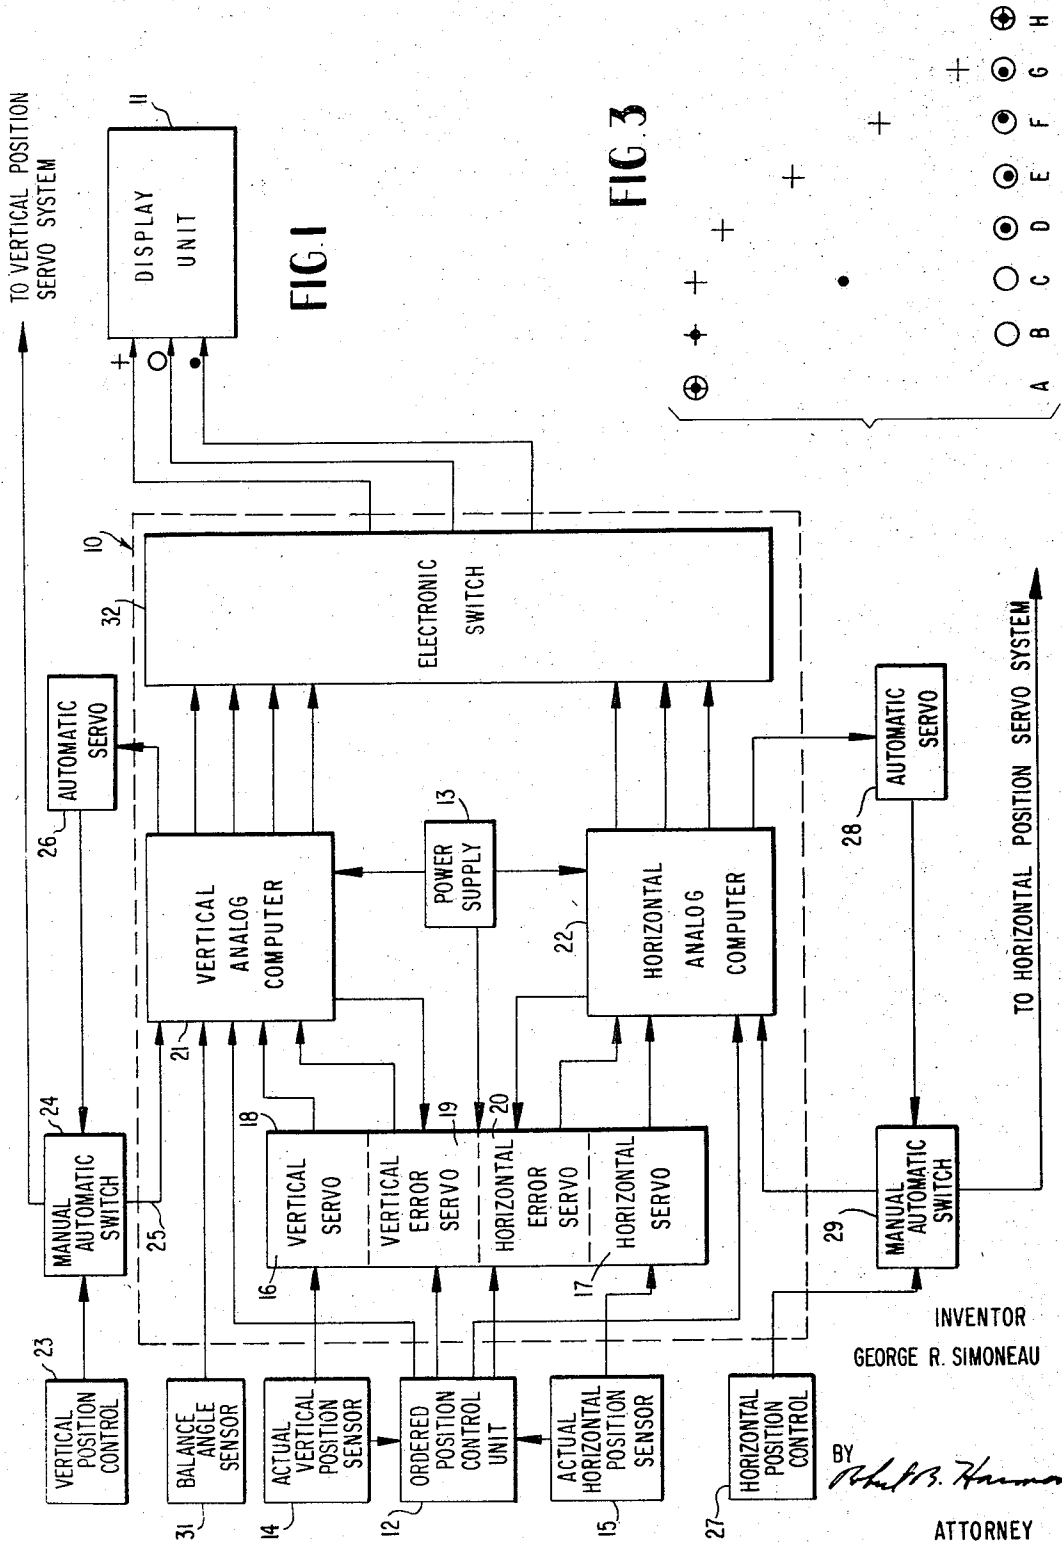 TO VERTICAL POSITION
SERVO SYSTEM
11
DISPLAY
UNIT
FIG. 1
FIG. 3
A B C D E F G H
10
32
ELECTRONIC
SWITCH
26
AUTOMATIC
SERVO
21
VERTICAL
ANALOG
COMPUTER
13
POWER
SUPPLY
22
HORIZONTAL
ANALOG
COMPUTER
28
AUTOMATIC
SERVO
TO HORIZONTAL POSITION SERVO SYSTEM
24
MANUAL
AUTOMATIC
SWITCH
25
18
16
VERTICAL
SERVO
19
VERTICAL
ERROR
SERVO
20
HORIZONTAL
ERROR
SERVO
17
HORIZONTAL
SERVO
29
MANUAL
AUTOMATIC
SWITCH
23
VERTICAL
POSITION
CONTROL
31
BALANCE
ANGLE
SENSOR
14
ACTUAL
VERTICAL
POSITION
SENSOR
12
ORDERED
POSITION
CONTROL
UNIT
15
ACTUAL
HORIZONTAL
POSITION
SENSOR
27
HORIZONTAL
POSITION
CONTROL
INVENTOR
GEORGE R. SIMONEAU
BY
ATTORNEY